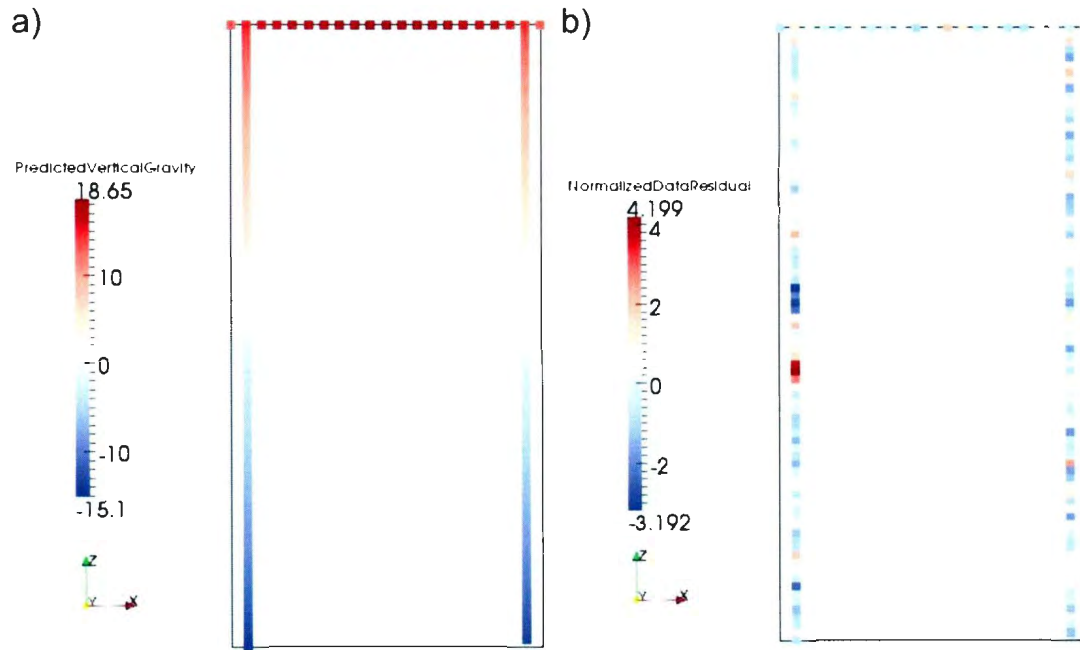 a)
PredictedVerticalGravity
18.65
10
0
-10
-15.1
Z
Y
X
b)
NormalizedDataResidual
4.199
4
2
0
-2
-3.192
Z
Y
X